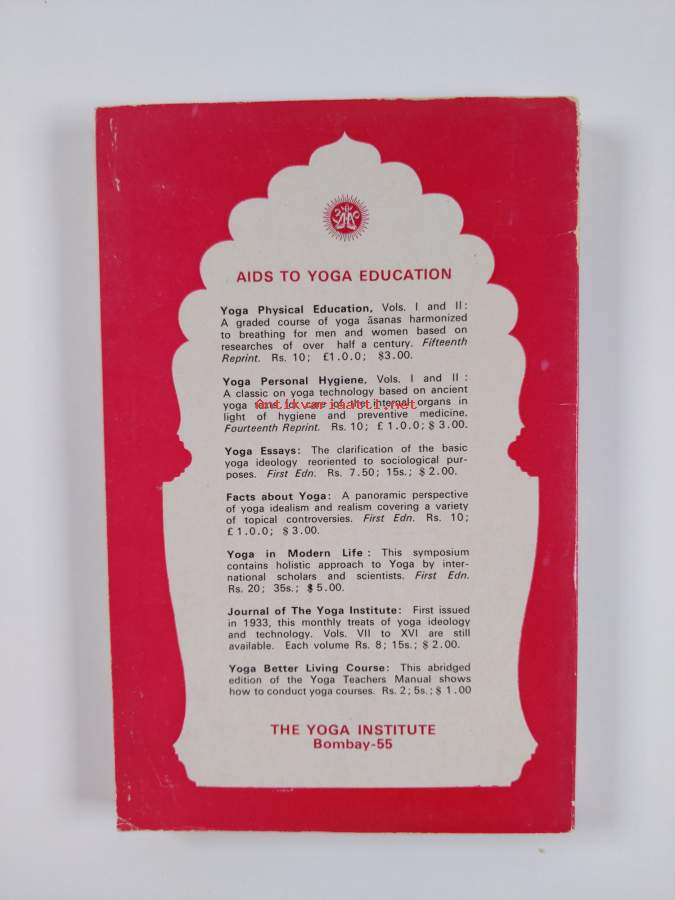 AIDS TO YOGA EDUCATION
Yoga Physical Education, Vols. I and II:
A graded course of yoga āsanas harmonized
to breathing for men and women based on
researches of over half a century. Fifteenth
Reprint. Rs. 10; £1.0.0; $3.00.
Yoga Personal Hygiene, Vols. I and II :
A classic on yoga technology based on ancient
yoga care of the internal organs in
Antikvariaatti.net
light of hygiene and preventive medicine.
Fourteenth Reprint. Rs. 10; £ 1.0.0; $ 3.00.
Yoga Essays: The clarification of the basic
yoga ideology reoriented to sociological pur-
poses. First Edn. Rs. 7.50; 15s.; $ 2.00.
Facts about Yoga: A panoramic perspective
of yoga idealism and realism covering a variety
of topical controversies. First Edn. Rs. 10;
£ 1.0.0; $ 3.00.
Yoga in Modern Life : This symposium
contains holistic approach to Yoga by inter-
national scholars and scientists. First Edn.
Rs. 20; 35s.; $ 5.00.
Journal of The Yoga Institute: First issued
in 1933, this monthly treats of yoga ideology
and technology. Vols. VII to XVI are still
available. Each volume Rs. 8; 15s.; $ 2.00.
Yoga Better Living Course: This abridged
edition of the Yoga Teachers Manual shows
how to conduct yoga courses. Rs. 2; 5s.; $ 1.00
THE YOGA INSTITUTE
Bombay-55